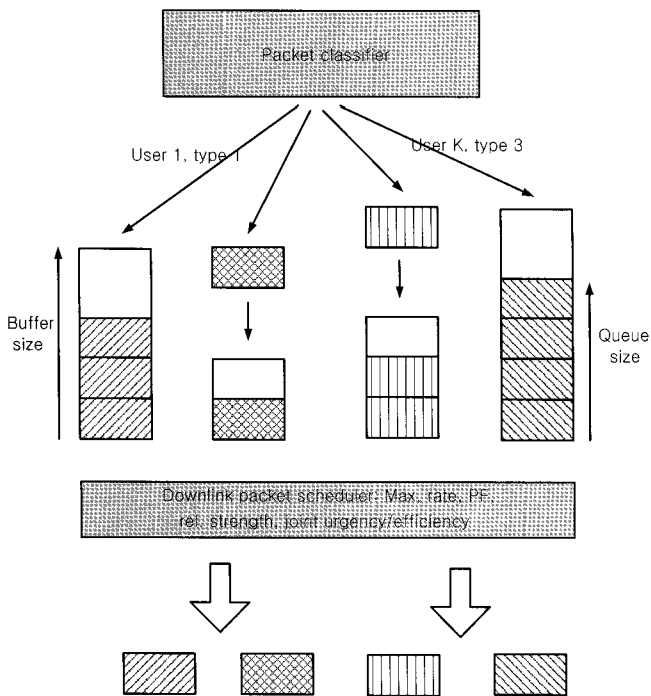 Packet classifier
User 1, type 1
User K, type 3
Buffer
size
Queue
size
Downlink packet scheduler: Max. rate, PF,
ref. strength, joint urgency/efficiency